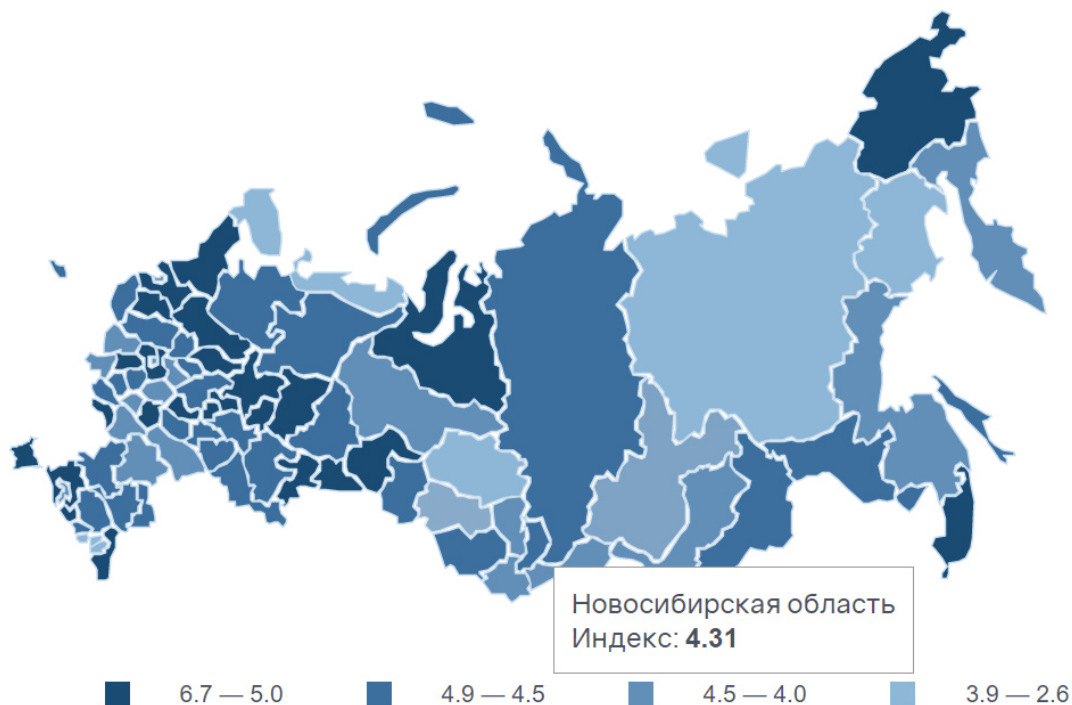 Новосибирская область
Индекс: 4.31
6.7 — 5.0
4.9 — 4.5
4.5 — 4.0
3.9 — 2.6